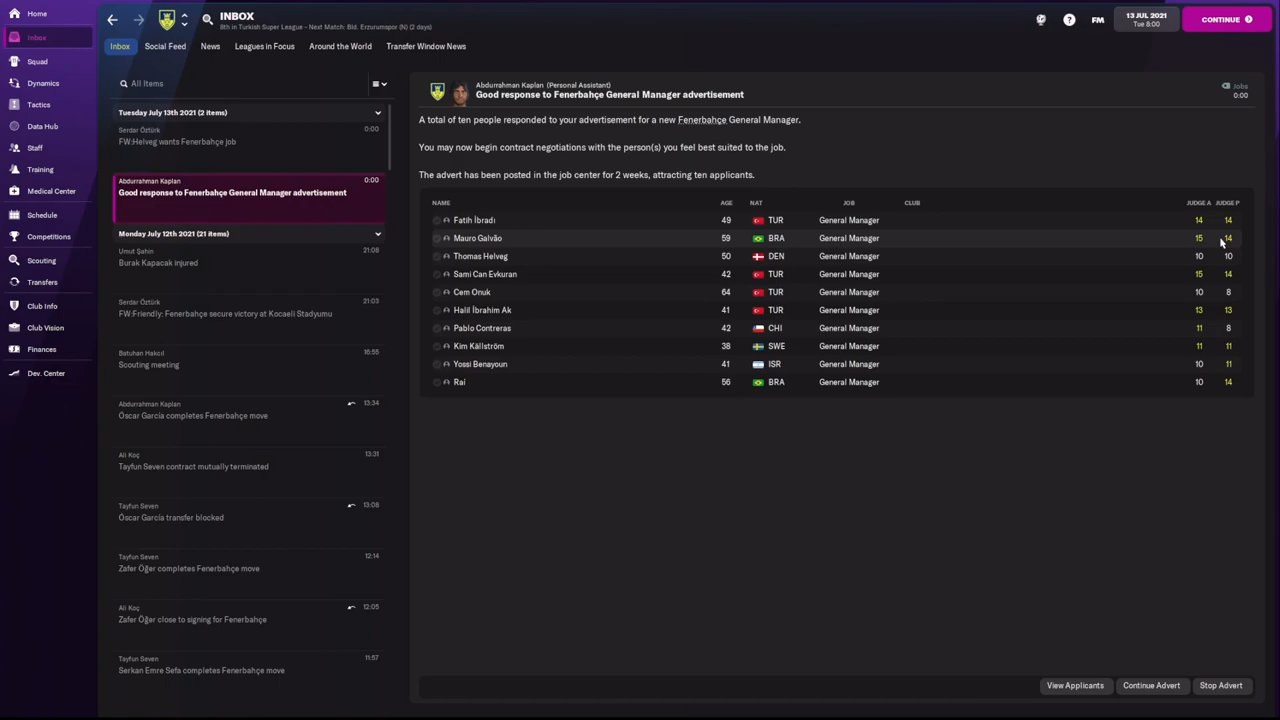 Home
Inbox
Squad
Dynamics
Tactics
Data Hub
Staff
Training
Medical Center
Schedule
Competitions
Scouting
Transfers
Club Info
Club Vision
Finances
Dev. Center
INBOX
8th in Turkish Super League - Next Match: Bld. Erzurumspor (N) (2 days)
FM
13 JUL 2021
Tue 8:00
CONTINUE
Inbox Social Feed News Leagues in Focus Around the World Transfer Window News
All Items
Tuesday July 13th 2021 (2 items)
Serdar Öztürk 0:00
FW:Helveg wants Fenerbahçe job
Abdurrahman Kaplan 0:00
Good response to Fenerbahçe General Manager advertisement
Monday July 12th 2021 (21 items)
Umut Şahin 21:08
Burak Kapacak injured
Serdar Öztürk 21:03
FW:Friendly: Fenerbahçe secure victory at Kocaeli Stadyumu
Batuhan Hakcıl 16:55
Scouting meeting
Abdurrahman Kaplan 13:34
Óscar García completes Fenerbahçe move
Ali Koç 13:31
Tayfun Seven contract mutually terminated
Tayfun Seven 13:08
Óscar García transfer blocked
Tayfun Seven 12:14
Zafer Öğer completes Fenerbahçe move
Ali Koç 12:05
Zafer Öğer close to signing for Fenerbahçe
Tayfun Seven 11:57
Serkan Emre Sefa completes Fenerbahçe move
Abdurrahman Kaplan (Personal Assistant)
Good response to Fenerbahçe General Manager advertisement
Jobs
0:00
A total of ten people responded to your advertisement for a new Fenerbahçe General Manager.
You may now begin contract negotiations with the person(s) you feel best suited to the job.
The advert has been posted in the job center for 2 weeks, attracting ten applicants.
NAME AGE NAT JOB CLUB JUDGE A JUDGE P
Fatih İbradı 49 TUR General Manager 14 14
Mauro Galvão 59 BRA General Manager 15 14
Thomas Helveg 50 DEN General Manager 10 10
Sami Can Evkuran 42 TUR General Manager 15 14
Cem Onuk 64 TUR General Manager 10 8
Halil İbrahim Ak 41 TUR General Manager 13 13
Pablo Contreras 42 CHI General Manager 11 8
Kim Källström 38 SWE General Manager 11 11
Yossi Benayoun 41 ISR General Manager 10 11
Raí 56 BRA General Manager 10 14
View Applicants Continue Advert Stop Advert